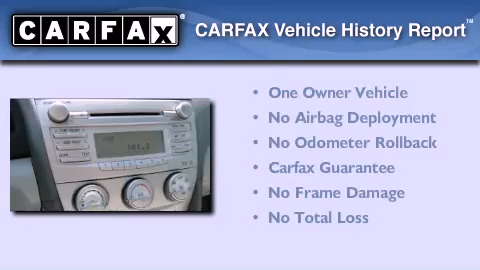 CARFAX® CARFAX Vehicle History Report™
• One Owner Vehicle
• No Airbag Deployment
• No Odometer Rollback
• Carfax Guarantee
• No Frame Damage
• No Total Loss